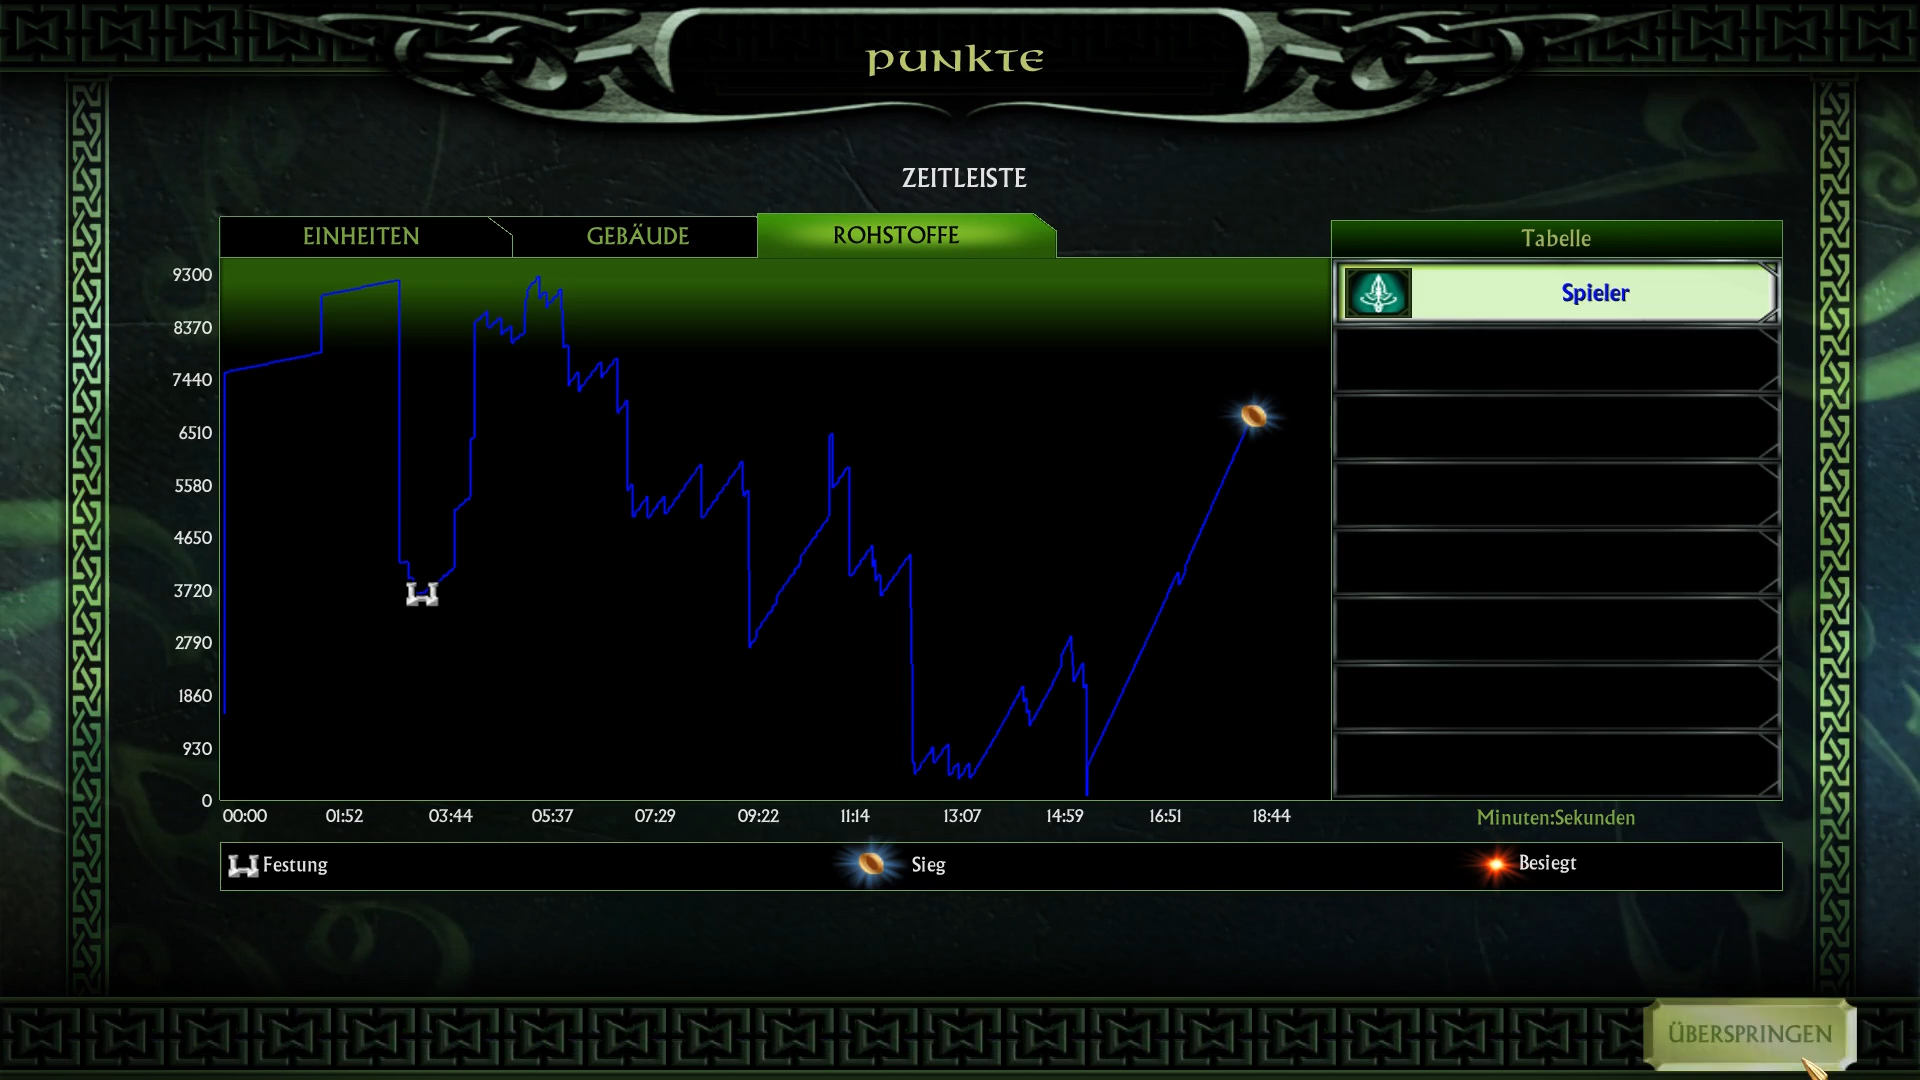 PUNKTE
ZEITLEISTE
EINHEITEN GEBÄUDE ROHSTOFFE
Tabelle
Spieler
9300
8370
7440
6510
5580
4650
3720
2790
1860
930
0
00:00 01:52 03:44 05:37 07:29 09:22 11:14 13:07 14:59 16:51 18:44
Minuten:Sekunden
Festung Sieg Besiegt
ÜBERSPRINGEN